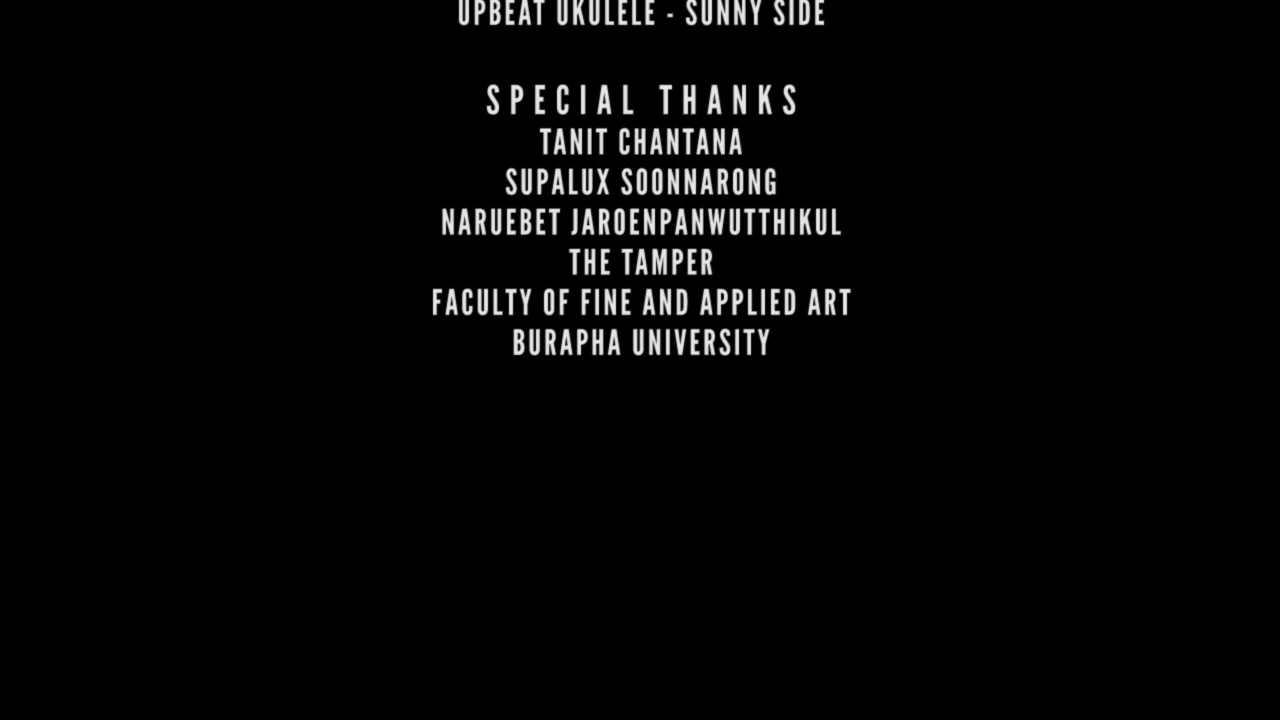 UPBEAT UKULELE - SUNNY SIDE
SPECIAL THANKS
TANIT CHANTANA
SUPALUX SOONNARONG
NARUEBET JAROENPANWUTTHIKUL
THE TAMPER
FACULTY OF FINE AND APPLIED ART
BURAPHA UNIVERSITY